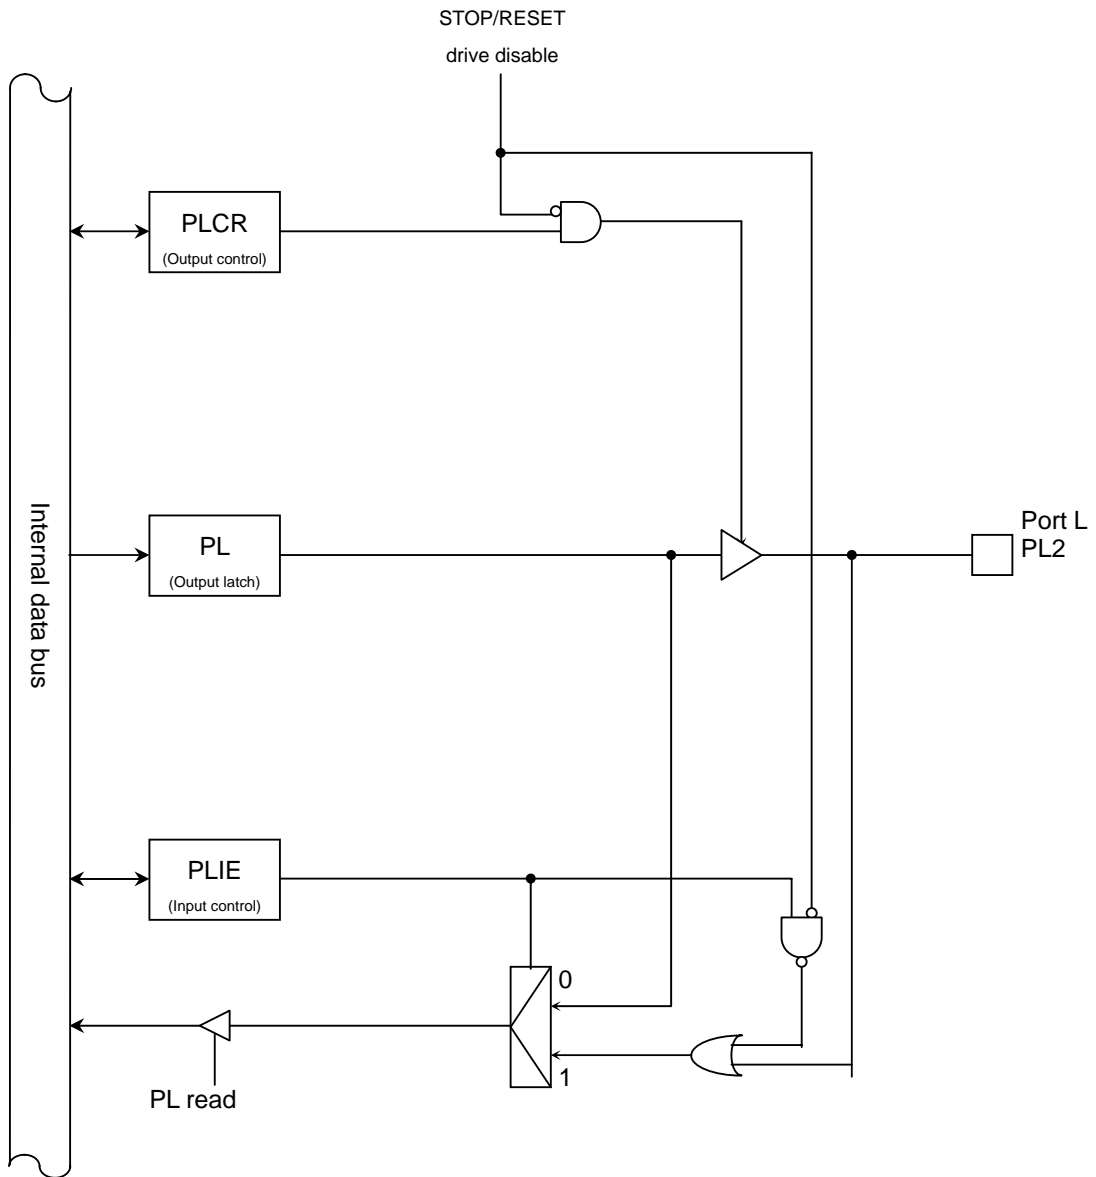 STOP/RESET
drive disable
PLCR
(Output control)
Internal data bus
PL
(Output latch)
Port L
PL2
PLIE
(Input control)
0
1
PL read